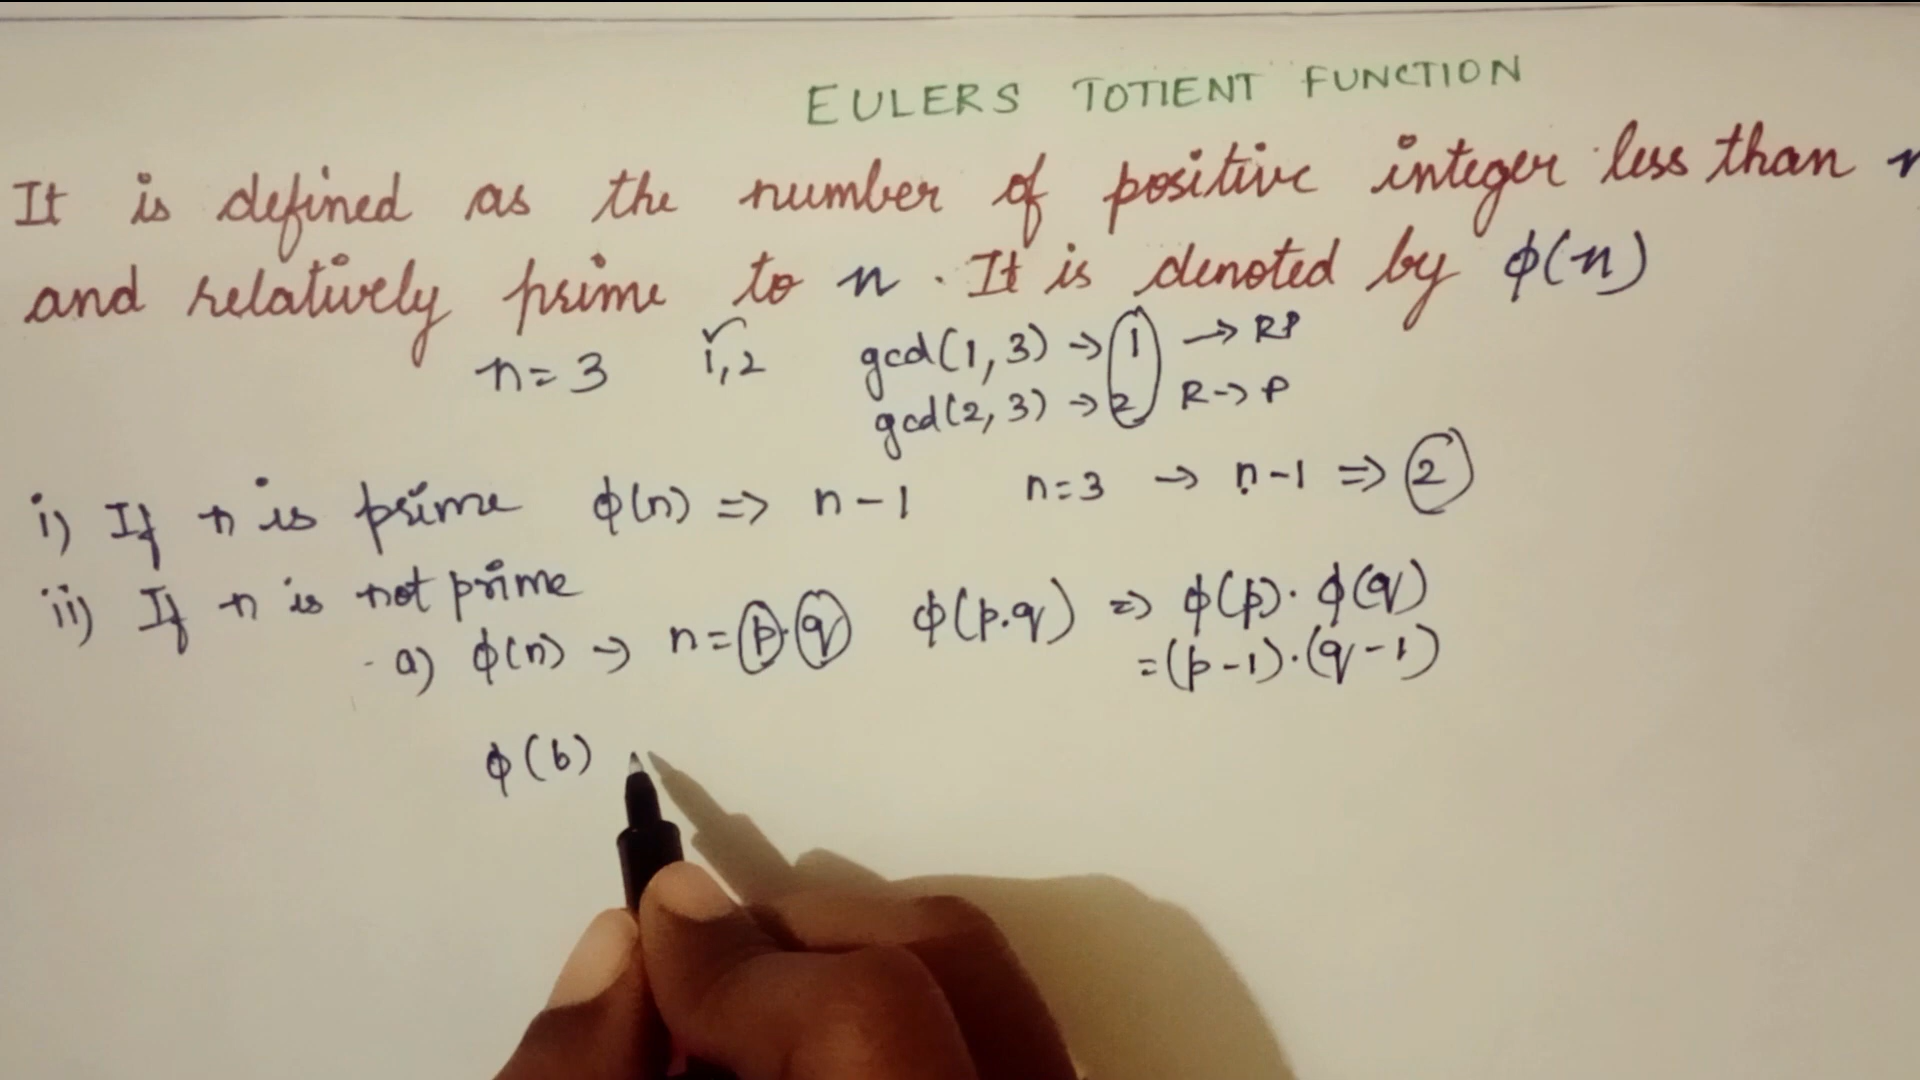 EULERS TOTIENT FUNCTION
It is defined as the number of positive integer less than n
and relatively prime to n. It is denoted by ϕ(n)
n=3 1,2 gcd(1,3) → 1 → RP
gcd(2,3) → 2 R→P
i) If n is prime ϕ(n) => n-1 n=3 → n-1 => 2
ii) If n is not prime
a) ϕ(n) → n=p.q ϕ(p.q) => ϕ(p).ϕ(q)
=(p-1).(q-1)
ϕ(6)